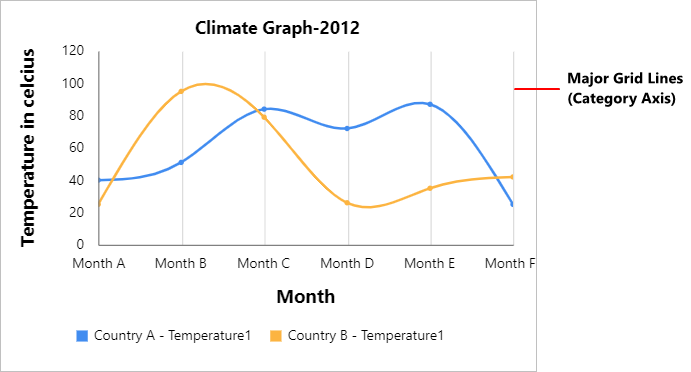 Climate Graph-2012
Temperature in celcius
120
100
80
60
40
20
0
Month A Month B Month C Month D Month E Month F
Month
Country A - Temperature1 Country B - Temperature1
Major Grid Lines
(Category Axis)